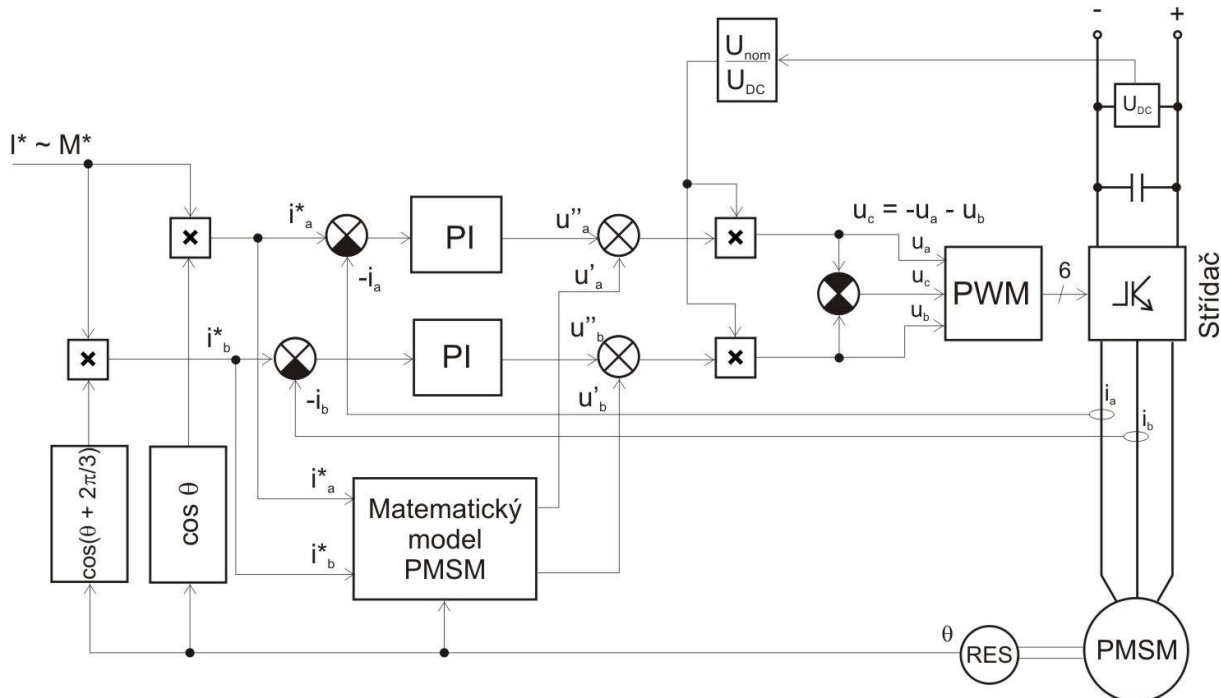 - +
U_nom
U_DC
U_DC
I* ~ M*
×
i*_a
-i_a
PI
u''_a
u'_a
×
u_c = -u_a - u_b
u_a
u_c
u_b
PWM
6
Střídač
×
i*_b
-i_b
PI
u''_b
u'_b
×
i_a
i_b
cos(θ + 2π/3)
cos θ
i*_a
i*_b
Matematický
model
PMSM
θ
RES
PMSM